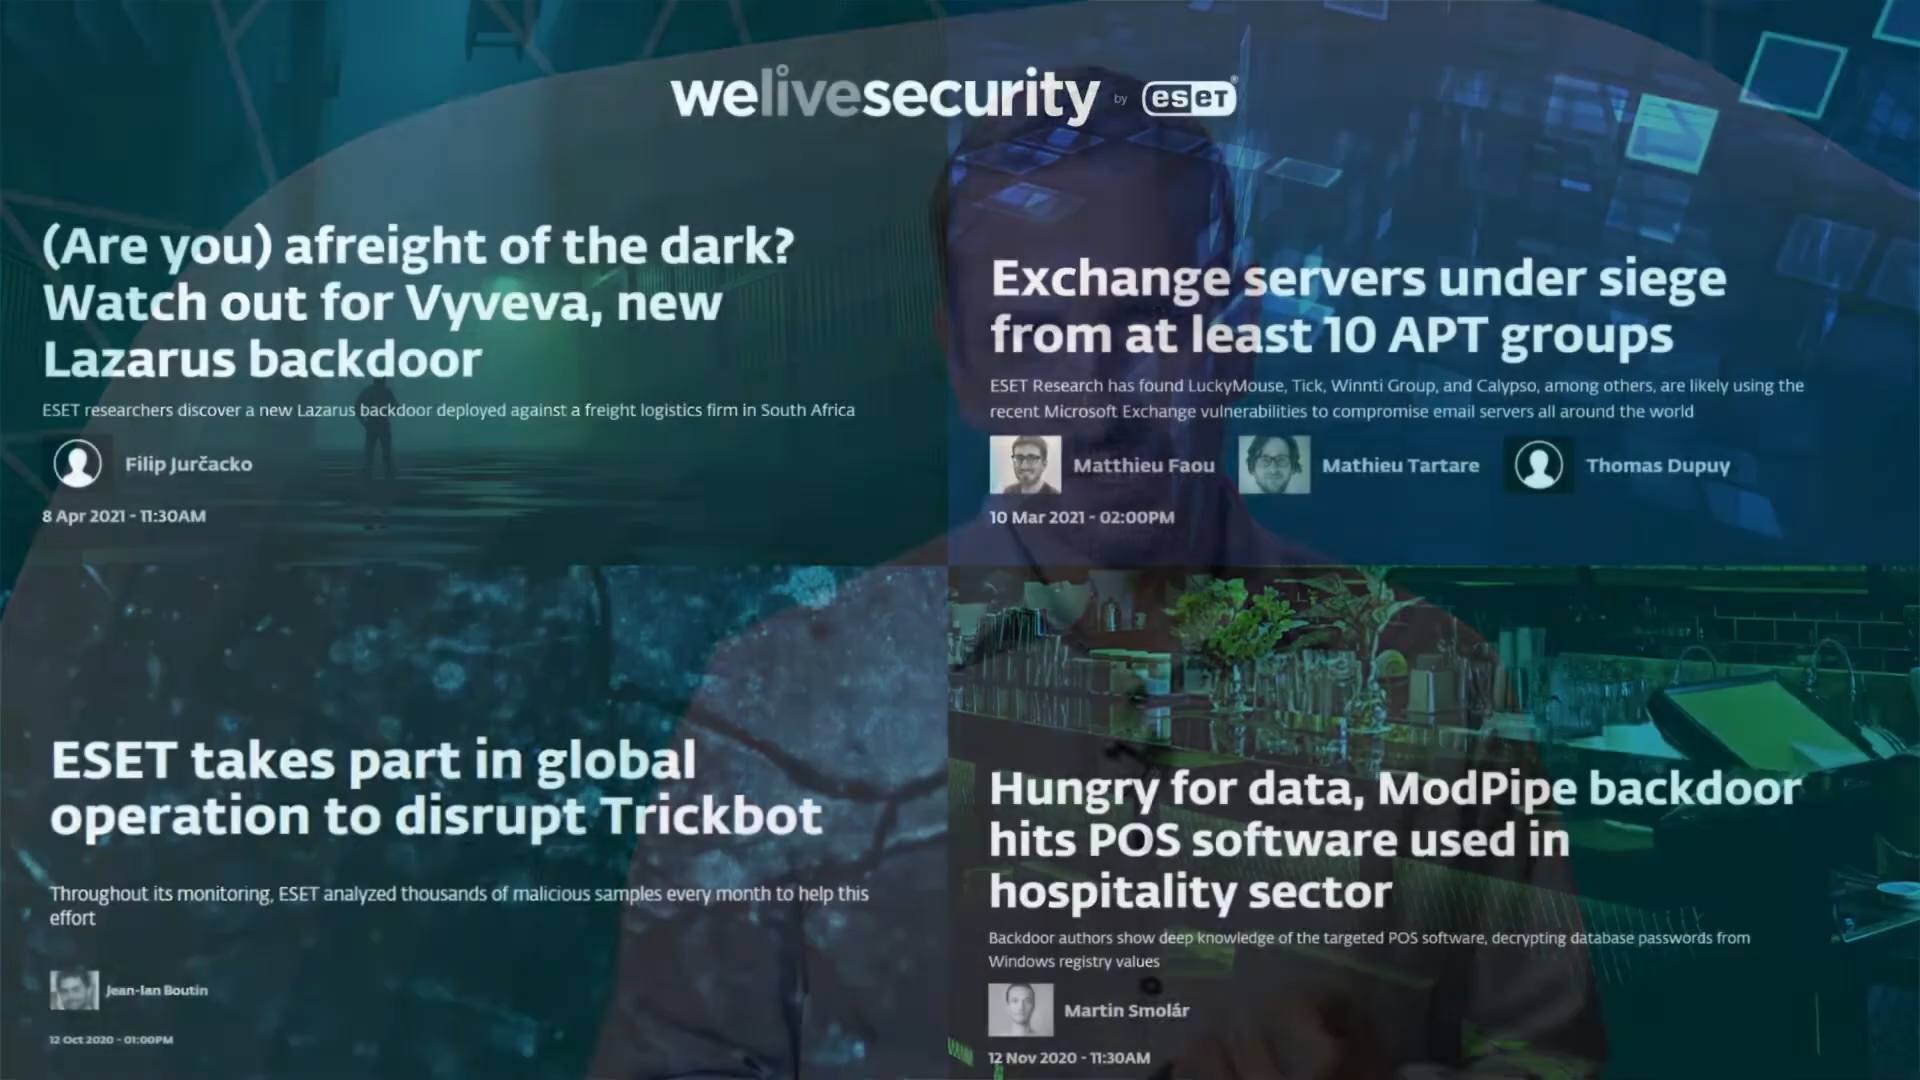 welivesecurity by eset®
(Are you) afreight of the dark?
Watch out for Vyveva, new
Lazarus backdoor
ESET researchers discover a new Lazarus backdoor deployed against a freight logistics firm in South Africa
Filip Jurčacko
8 Apr 2021 - 11:30AM
Exchange servers under siege
from at least 10 APT groups
ESET Research has found LuckyMouse, Tick, Winnti Group, and Calypso, among others, are likely using the
recent Microsoft Exchange vulnerabilities to compromise email servers all around the world
Matthieu Faou Mathieu Tartare Thomas Dupuy
10 Mar 2021 - 02:00PM
ESET takes part in global
operation to disrupt Trickbot
Throughout its monitoring, ESET analyzed thousands of malicious samples every month to help this
effort
Jean-Ian Boutin
12 Oct 2020 - 01:00PM
Hungry for data, ModPipe backdoor
hits POS software used in
hospitality sector
Backdoor authors show deep knowledge of the targeted POS software, decrypting database passwords from
Windows registry values
Martin Smolár
12 Nov 2020 - 11:30AM